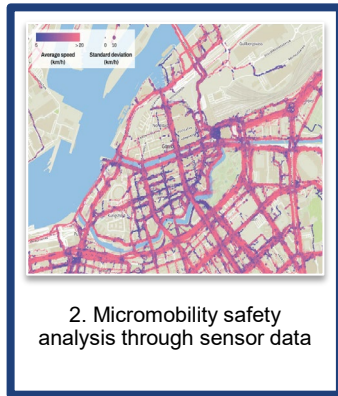 5 >20 0 10
Average speed Standard deviation
(km/h) (km/h)
2. Micromobility safety
analysis through sensor data